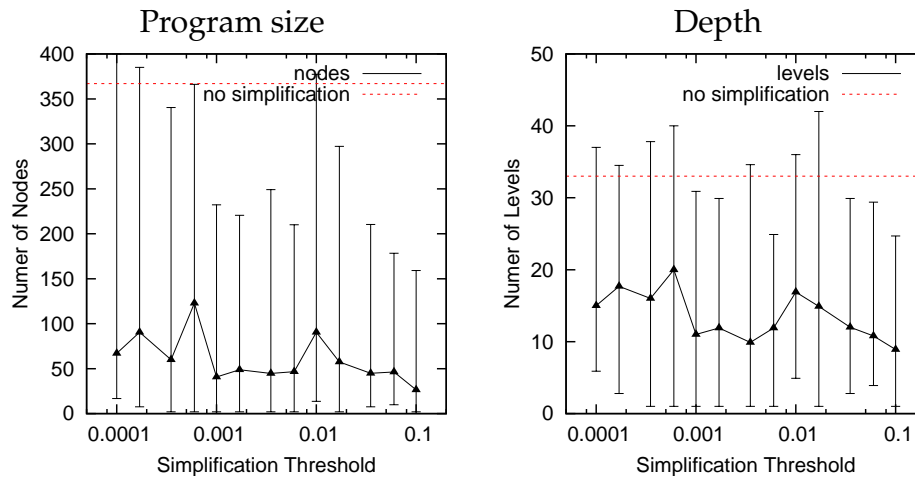 Program size
Depth
400
350
300
250
200
150
100
50
0
Numer of Nodes
nodes
no simplification
0.0001
0.001
0.01
0.1
Simplification Threshold
50
40
30
20
10
0
Numer of Levels
levels
no simplification
0.0001
0.001
0.01
0.1
Simplification Threshold